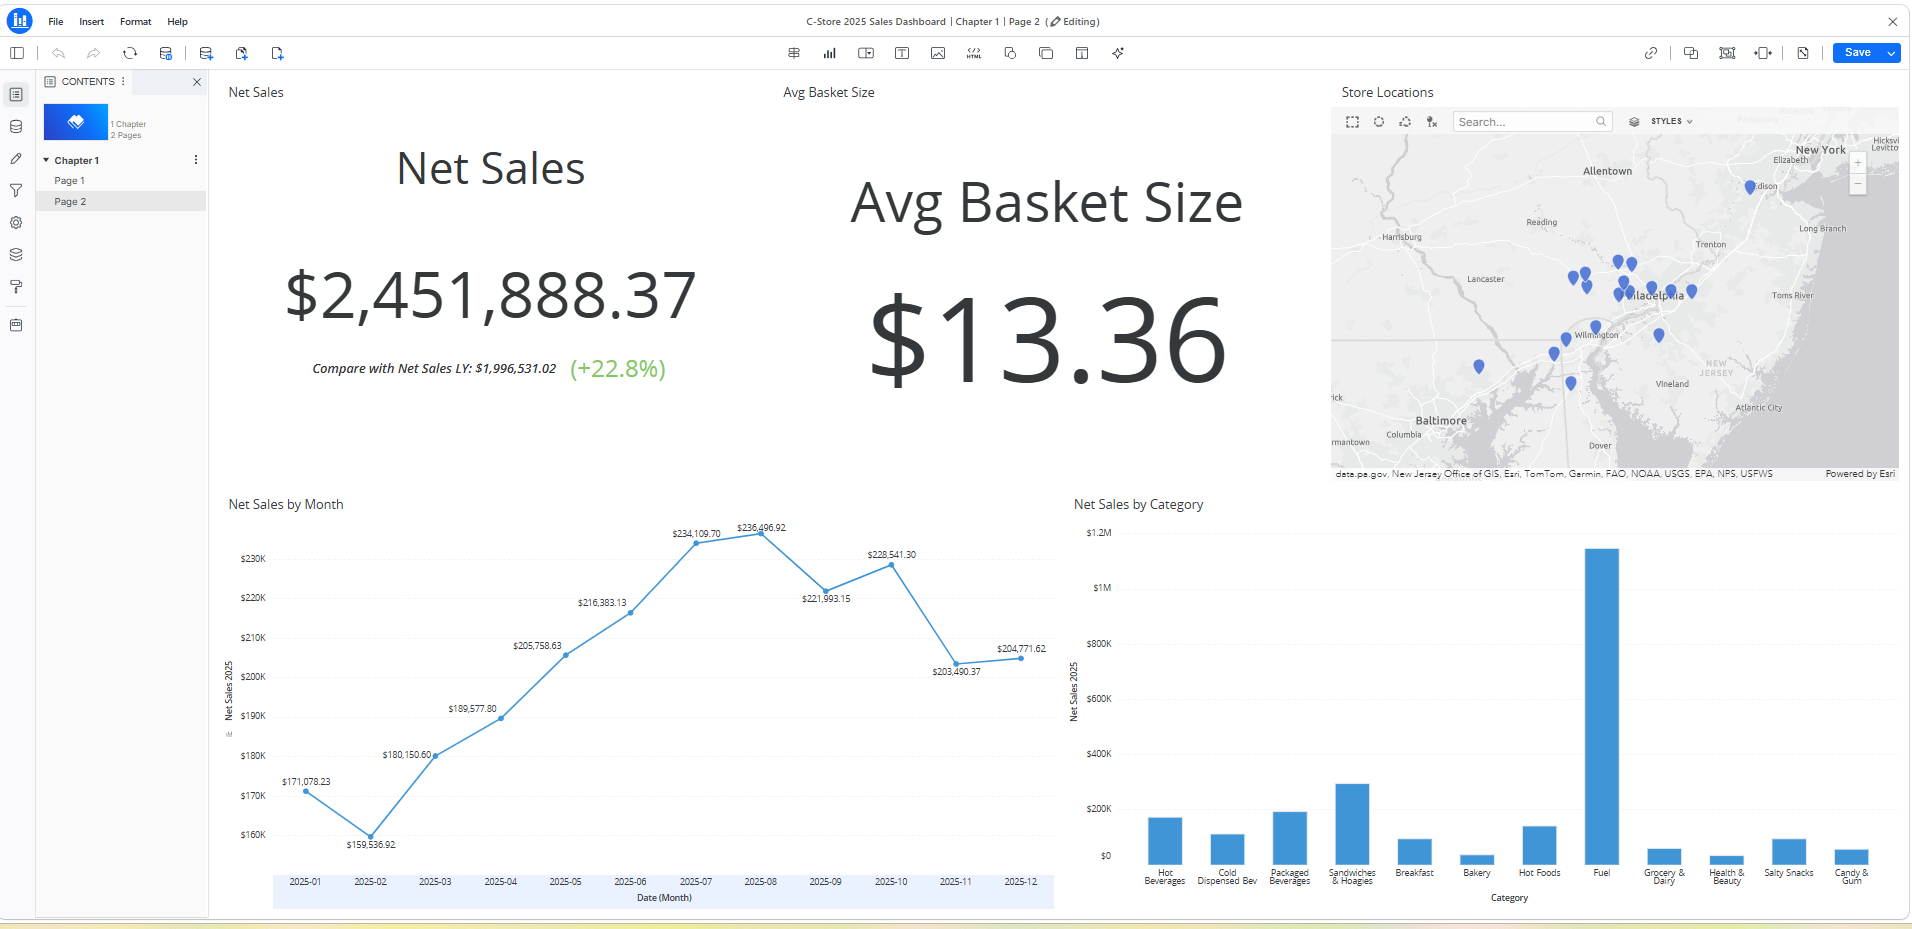 File Insert Format Help
C-Store 2025 Sales Dashboard | Chapter 1 | Page 2 ( Editing)
HTML
Save
CONTENTS
1 Chapter
2 Pages
Chapter 1
Page 1
Page 2
Net Sales
Net Sales
$2,451,888.37
Compare with Net Sales LY: $1,996,531.02 (+22.8%)
Avg Basket Size
Avg Basket Size
$13.36
Store Locations
Search...
STYLES
New York
Elizabeth
Allentown
Edison
Reading
Harrisburg
Long Branch
Trenton
Lancaster
Philadelphia
Toms River
Wilmington
NEW
JERSEY
Vineland
Atlantic City
Baltimore
Columbia
rmantown
Dover
data.pa.gov, New Jersey Office of GIS, Esri, TomTom, Garmin, FAO, NOAA, USGS, EPA, NPS, USFWS
Powered by Esri
Net Sales by Month
Net Sales 2025
$230K
$220K
$210K
$200K
$190K
$180K
$170K
$160K
$171,078.23
$159,536.92
$180,150.60
$189,577.80
$205,758.63
$216,383.13
$234,109.70
$236,496.92
$221,993.15
$228,541.30
$203,490.37
$204,771.62
2025-01 2025-02 2025-03 2025-04 2025-05 2025-06 2025-07 2025-08 2025-09 2025-10 2025-11 2025-12
Date (Month)
Net Sales by Category
Net Sales 2025
$1.2M
$1M
$800K
$600K
$400K
$200K
$0
Hot
Beverages
Cold
Dispensed Bev
Packaged
Beverages
Sandwiches
& Hoagies
Breakfast
Bakery
Hot Foods
Fuel
Grocery &
Dairy
Health &
Beauty
Salty Snacks
Candy &
Gum
Category